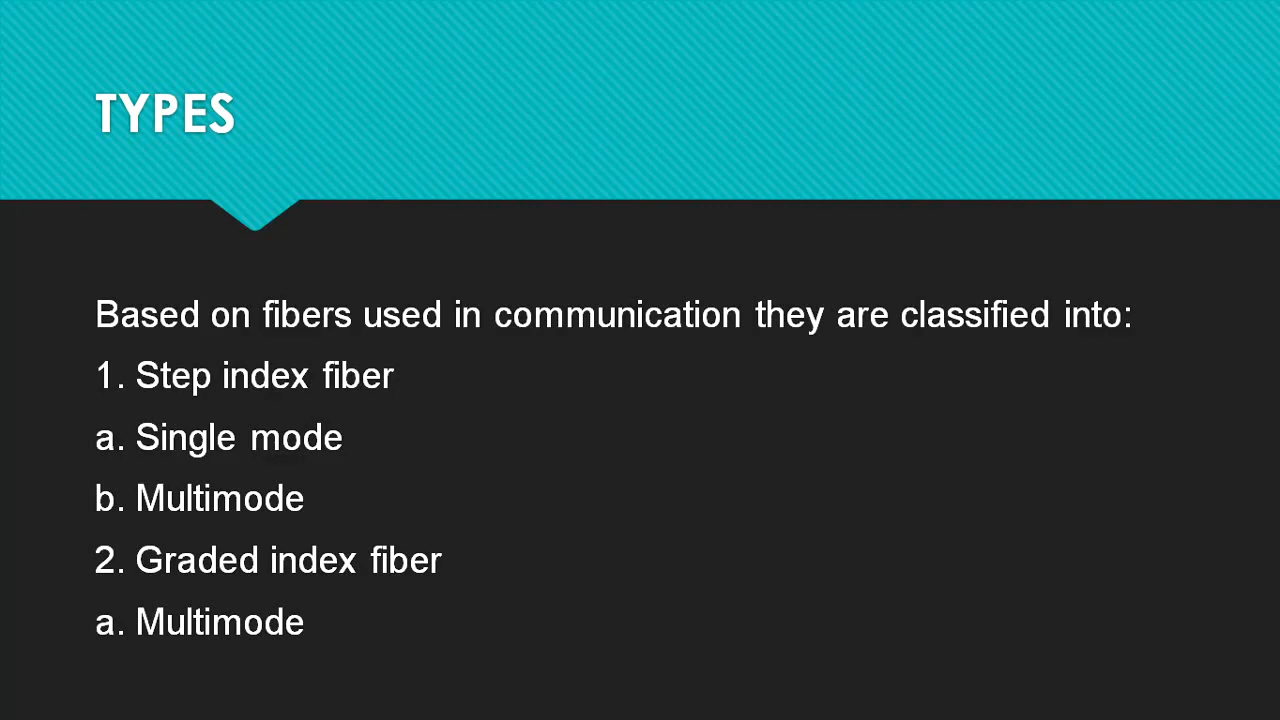 TYPES
Based on fibers used in communication they are classified into:
1. Step index fiber
a. Single mode
b. Multimode
2. Graded index fiber
a. Multimode